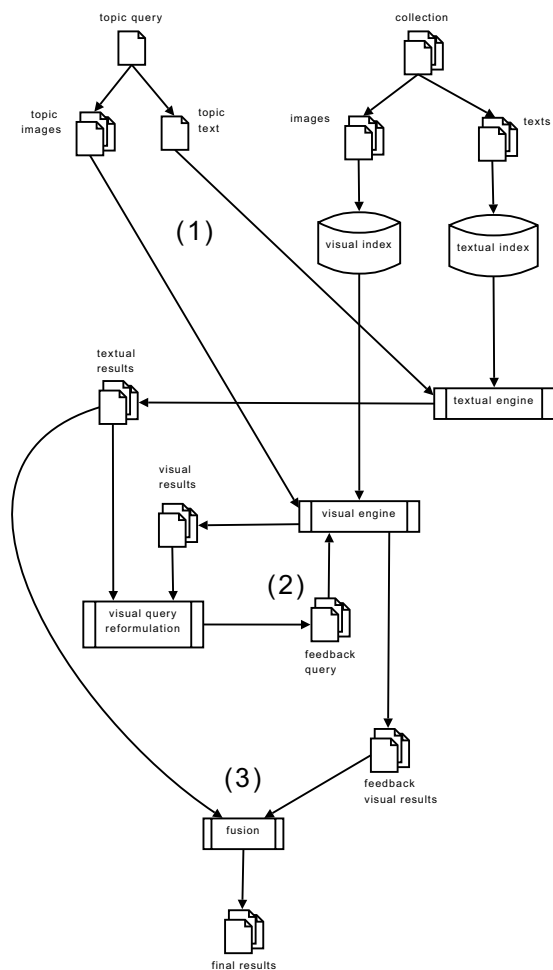 topic query
collection
topic
images
topic
text
images
texts
(1)
visual index
textual index
textual
results
textual engine
visual
results
visual engine
(2)
visual query
reformulation
feedback
query
(3)
feedback
visual results
fusion
final results